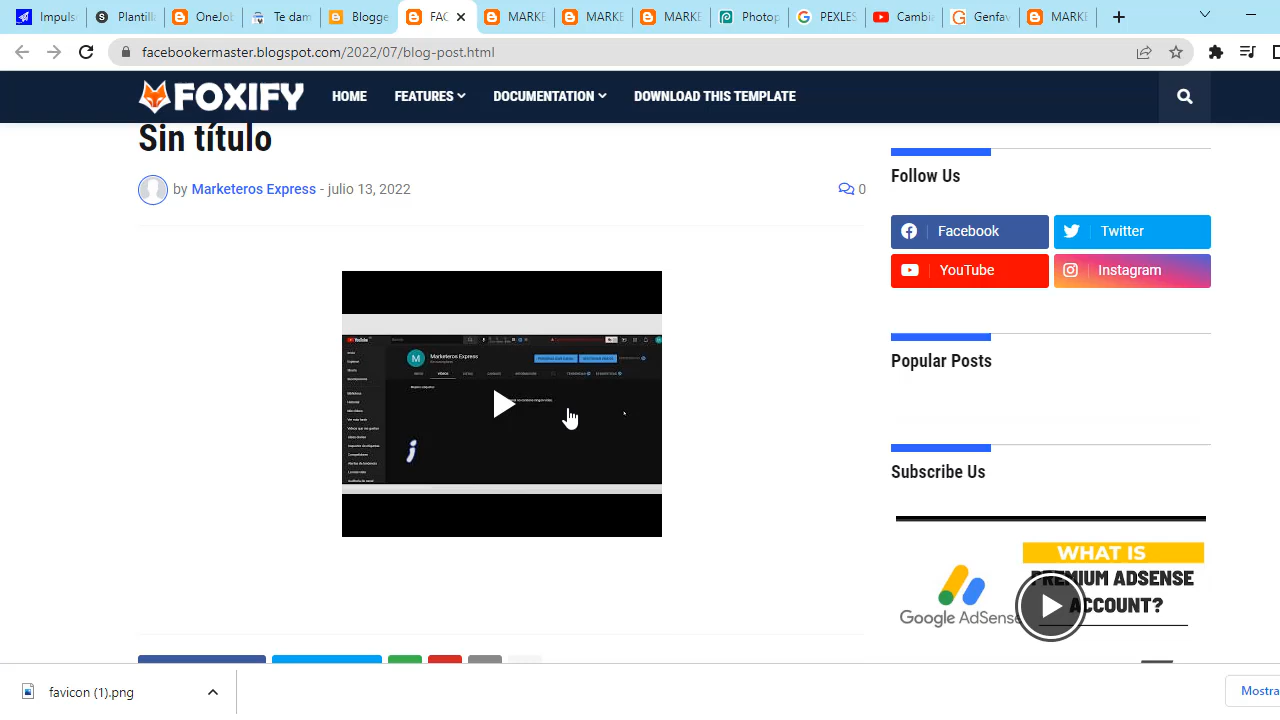 Impuls
Plantill
OneJob
Te dam
Blogge
FAC
MARKE
MARKE
MARKE
Photop
PEXLES
Cambia
Genfav
MARKE
facebookermaster.blogspot.com/2022/07/blog-post.html
FOXIFY
HOME
FEATURES
DOCUMENTATION
DOWNLOAD THIS TEMPLATE
Sin título
by Marketeros Express - julio 13, 2022
0
YouTube
M
Marketeros Express
i
Follow Us
Facebook
Twitter
YouTube
Instagram
Popular Posts
Subscribe Us
WHAT IS
PREMIUM ADSENSE
ACCOUNT?
Google AdSense
favicon (1).png
Mostra